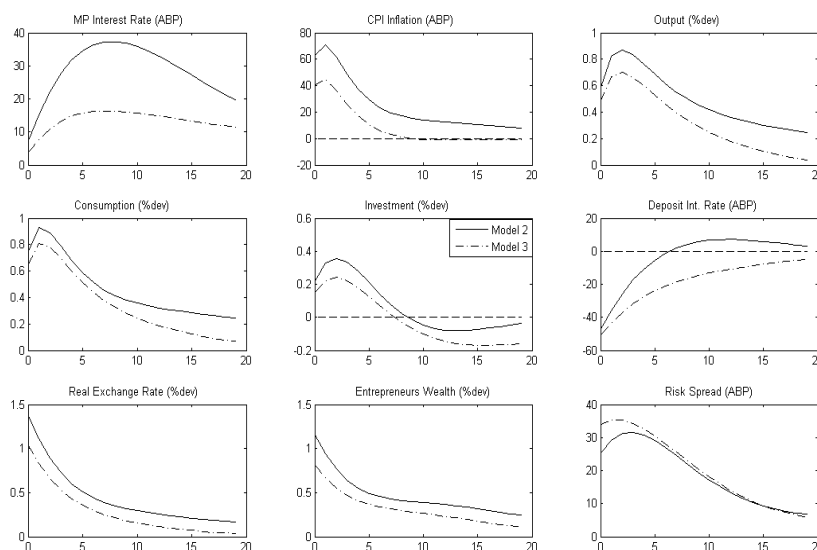 MP Interest Rate (ABP)
40
30
20
10
0
0 5 10 15 20
CPI Inflation (ABP)
80
60
40
20
0
-20
0 5 10 15 20
Output (%dev)
1
0.8
0.6
0.4
0.2
0
0 5 10 15 20
Consumption (%dev)
1
0.8
0.6
0.4
0.2
0
0 5 10 15 20
Investment (%dev)
0.6
0.4
0.2
0
-0.2
0 5 10 15 20
Model 2
Model 3
Deposit Int. Rate (ABP)
20
0
-20
-40
-60
0 5 10 15 20
Real Exchange Rate (%dev)
1.5
1
0.5
0
0 5 10 15 20
Entrepreneurs Wealth (%dev)
1.5
1
0.5
0
0 5 10 15 20
Risk Spread (ABP)
40
30
20
10
0
0 5 10 15 20